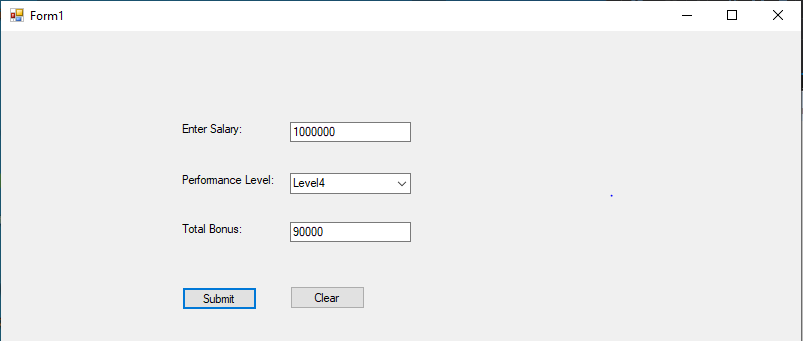 Form1
Enter Salary: 1000000
Performance Level: Level4
Total Bonus: 90000
Submit Clear